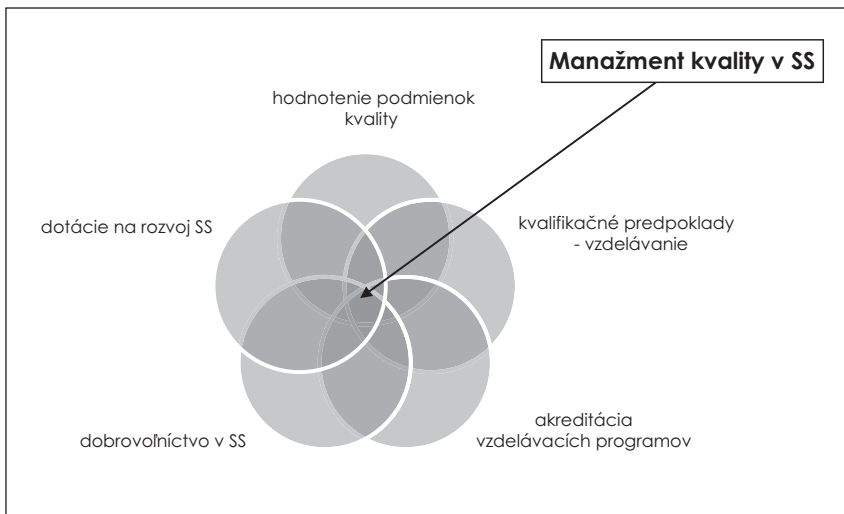 Manažment kvality v SS
hodnotenie podmienok
kvality
dotácie na rozvoj SS
kvalifikačné predpoklady
- vzdelávanie
dobrovoľníctvo v SS
akreditácia
vzdelávacích programov